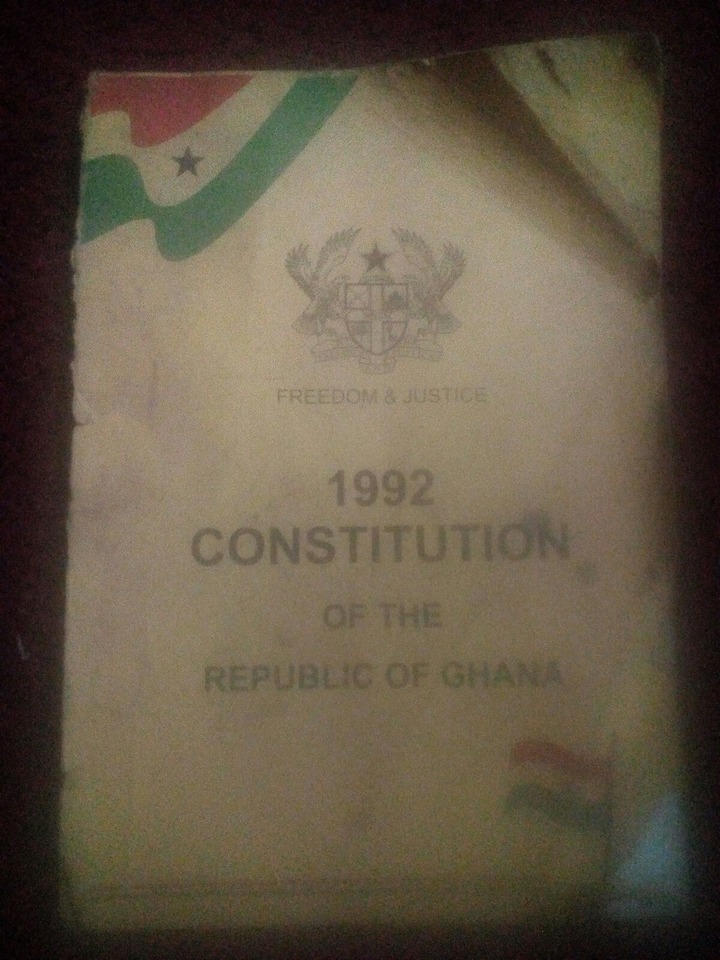 FREEDOM & JUSTICE
1992
CONSTITUTION
OF THE
REPUBLIC OF GHANA